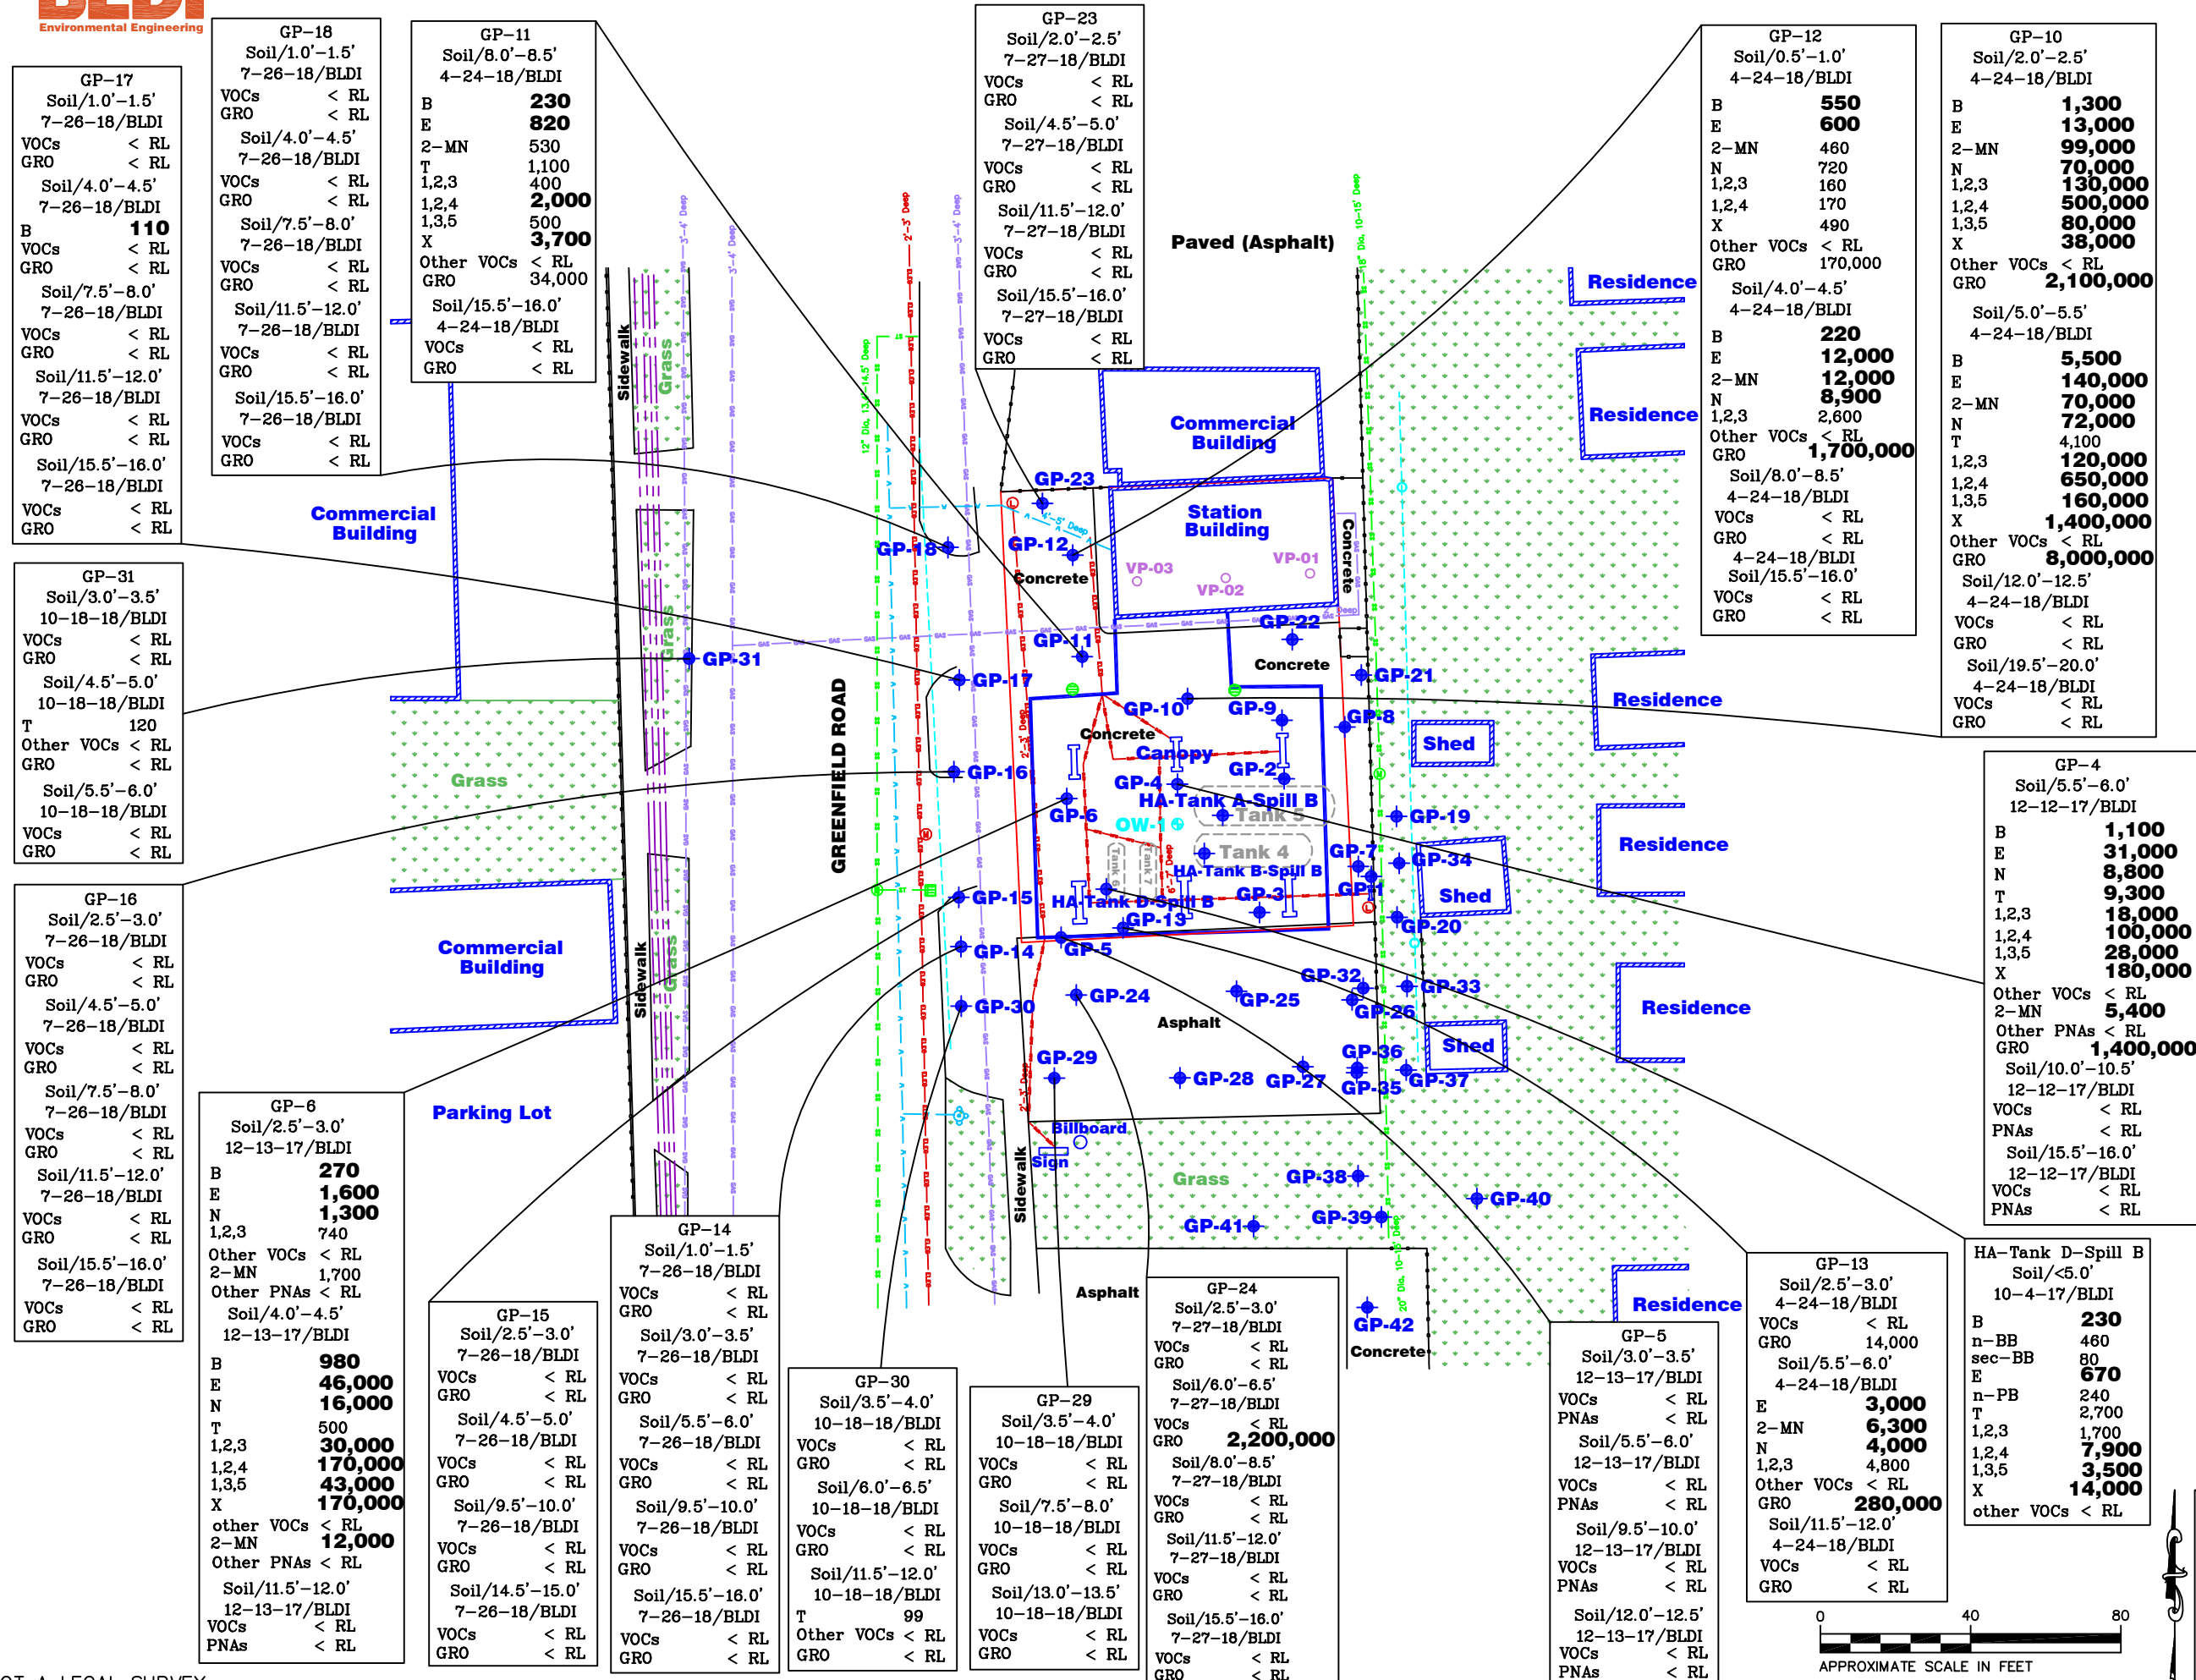 BLDI
Environmental Engineering
GP-17
Soil/1.0'-1.5'
7-26-18/BLDI
VOCs < RL
GRO < RL
Soil/4.0'-4.5'
7-26-18/BLDI
B 110
VOCs < RL
GRO < RL
Soil/7.5'-8.0'
7-26-18/BLDI
VOCs < RL
GRO < RL
Soil/11.5'-12.0'
7-26-18/BLDI
VOCs < RL
GRO < RL
Soil/15.5'-16.0'
7-26-18/BLDI
VOCs < RL
GRO < RL
GP-18
Soil/1.0'-1.5'
7-26-18/BLDI
VOCs < RL
GRO < RL
Soil/4.0'-4.5'
7-26-18/BLDI
VOCs < RL
GRO < RL
Soil/7.5'-8.0'
7-26-18/BLDI
VOCs < RL
GRO < RL
Soil/11.5'-12.0'
7-26-18/BLDI
VOCs < RL
GRO < RL
Soil/15.5'-16.0'
7-26-18/BLDI
VOCs < RL
GRO < RL
GP-11
Soil/8.0'-8.5'
4-24-18/BLDI
B 230
E 820
2-MN 530
T 1,100
1,2,3 400
1,2,4 2,000
1,3,5 500
X 3,700
Other VOCs < RL
GRO 34,000
Soil/15.5'-16.0'
4-24-18/BLDI
VOCs < RL
GRO < RL
GP-23
Soil/2.0'-2.5'
7-27-18/BLDI
VOCs < RL
GRO < RL
Soil/4.5'-5.0'
7-27-18/BLDI
VOCs < RL
GRO < RL
Soil/11.5'-12.0'
7-27-18/BLDI
VOCs < RL
GRO < RL
Soil/15.5'-16.0'
7-27-18/BLDI
VOCs < RL
GRO < RL
GP-12
Soil/0.5'-1.0'
4-24-18/BLDI
B 550
E 600
2-MN 460
N 720
1,2,3 160
1,2,4 170
X 490
Other VOCs < RL
GRO 170,000
Soil/4.0'-4.5'
4-24-18/BLDI
B 220
E 12,000
2-MN 12,000
N 8,900
1,2,3 2,600
Other VOCs < RL
GRO 1,700,000
Soil/8.0'-8.5'
4-24-18/BLDI
VOCs < RL
GRO < RL
4-24-18/BLDI
Soil/15.5'-16.0'
VOCs < RL
GRO < RL
GP-10
Soil/2.0'-2.5'
4-24-18/BLDI
B 1,300
E 13,000
2-MN 99,000
N 70,000
1,2,3 130,000
1,2,4 500,000
1,3,5 80,000
X 38,000
Other VOCs < RL
GRO 2,100,000
Soil/5.0'-5.5'
4-24-18/BLDI
B 5,500
E 140,000
2-MN 70,000
N 72,000
T 4,100
1,2,3 120,000
1,2,4 650,000
1,3,5 160,000
X 1,400,000
Other VOCs < RL
GRO 8,000,000
Soil/12.0'-12.5'
4-24-18/BLDI
VOCs < RL
GRO < RL
Soil/19.5'-20.0'
4-24-18/BLDI
VOCs < RL
GRO < RL
GP-31
Soil/3.0'-3.5'
10-18-18/BLDI
VOCs < RL
GRO < RL
Soil/4.5'-5.0'
10-18-18/BLDI
T 120
Other VOCs < RL
GRO < RL
Soil/5.5'-6.0'
10-18-18/BLDI
VOCs < RL
GRO < RL
GP-16
Soil/2.5'-3.0'
7-26-18/BLDI
VOCs < RL
GRO < RL
Soil/4.5'-5.0'
7-26-18/BLDI
VOCs < RL
GRO < RL
Soil/7.5'-8.0'
7-26-18/BLDI
VOCs < RL
GRO < RL
Soil/11.5'-12.0'
7-26-18/BLDI
VOCs < RL
GRO < RL
Soil/15.5'-16.0'
7-26-18/BLDI
VOCs < RL
GRO < RL
GP-4
Soil/5.5'-6.0'
12-12-17/BLDI
B 1,100
E 31,000
N 8,800
T 9,300
1,2,3 18,000
1,2,4 100,000
1,3,5 28,000
X 180,000
Other VOCs < RL
2-MN 5,400
Other PNAs < RL
GRO 1,400,000
Soil/10.0'-10.5'
12-12-17/BLDI
VOCs < RL
PNAs < RL
Soil/15.5'-16.0'
12-12-17/BLDI
VOCs < RL
PNAs < RL
GP-6
Soil/2.5'-3.0'
12-13-17/BLDI
B 270
E 1,600
N 1,300
1,2,3 740
Other VOCs < RL
2-MN 1,700
Other PNAs < RL
Soil/4.0'-4.5'
12-13-17/BLDI
B 980
E 46,000
N 16,000
T 500
1,2,3 30,000
1,2,4 170,000
1,3,5 43,000
X 170,000
other VOCs < RL
2-MN 12,000
Other PNAs < RL
Soil/11.5'-12.0'
12-13-17/BLDI
VOCs < RL
PNAs < RL
GP-15
Soil/2.5'-3.0'
7-26-18/BLDI
VOCs < RL
GRO < RL
Soil/4.5'-5.0'
7-26-18/BLDI
VOCs < RL
GRO < RL
Soil/9.5'-10.0'
7-26-18/BLDI
VOCs < RL
GRO < RL
Soil/14.5'-15.0'
7-26-18/BLDI
VOCs < RL
GRO < RL
GP-14
Soil/1.0'-1.5'
7-26-18/BLDI
VOCs < RL
GRO < RL
Soil/3.0'-3.5'
7-26-18/BLDI
VOCs < RL
GRO < RL
Soil/5.5'-6.0'
7-26-18/BLDI
VOCs < RL
GRO < RL
Soil/9.5'-10.0'
7-26-18/BLDI
VOCs < RL
GRO < RL
Soil/15.5'-16.0'
7-26-18/BLDI
VOCs < RL
GRO < RL
GP-30
Soil/3.5'-4.0'
10-18-18/BLDI
VOCs < RL
GRO < RL
Soil/6.0'-6.5'
10-18-18/BLDI
VOCs < RL
GRO < RL
Soil/11.5'-12.0'
10-18-18/BLDI
T 99
Other VOCs < RL
GRO < RL
GP-29
Soil/3.5'-4.0'
10-18-18/BLDI
VOCs < RL
GRO < RL
Soil/7.5'-8.0'
10-18-18/BLDI
VOCs < RL
GRO < RL
Soil/13.0'-13.5'
10-18-18/BLDI
VOCs < RL
GRO < RL
GP-24
Soil/2.5'-3.0'
7-27-18/BLDI
VOCs < RL
GRO < RL
Soil/6.0'-6.5'
7-27-18/BLDI
VOCs < RL
GRO 2,200,000
Soil/8.0'-8.5'
7-27-18/BLDI
VOCs < RL
GRO < RL
Soil/11.5'-12.0'
7-27-18/BLDI
VOCs < RL
GRO < RL
Soil/15.5'-16.0'
7-27-18/BLDI
VOCs < RL
GRO < RL
GP-5
Soil/3.0'-3.5'
12-13-17/BLDI
VOCs < RL
PNAs < RL
Soil/5.5'-6.0'
12-13-17/BLDI
VOCs < RL
PNAs < RL
Soil/9.5'-10.0'
12-13-17/BLDI
VOCs < RL
PNAs < RL
Soil/12.0'-12.5'
12-13-17/BLDI
VOCs < RL
PNAs < RL
GP-13
Soil/2.5'-3.0'
4-24-18/BLDI
VOCs < RL
GRO 14,000
Soil/5.5'-6.0'
4-24-18/BLDI
E 3,000
2-MN 6,300
N 4,000
1,2,3 4,800
Other VOCs < RL
GRO 280,000
Soil/11.5'-12.0'
4-24-18/BLDI
VOCs < RL
GRO < RL
HA-Tank D-Spill B
Soil/<5.0'
10-4-17/BLDI
B 230
n-BB 460
sec-BB 80
E 670
n-PB 240
T 2,700
1,2,3 1,700
1,2,4 7,900
1,3,5 3,500
X 14,000
other VOCs < RL
Paved (Asphalt)
Residence
Residence
Residence
Residence
Residence
Residence
Commercial
Building
Commercial
Building
Commercial
Building
Station
Building
Parking Lot
GREENFIELD ROAD
Sidewalk
Sidewalk
Sidewalk
Grass
Grass
Grass
Grass
Grass
Concrete
Concrete
Concrete
Concrete
Concrete
Asphalt
Asphalt
Canopy
Shed
Shed
Shed
Billboard
Sign
VP-01
VP-02
VP-03
GP-23
GP-18
GP-12
GP-22
GP-11
GP-31
GP-17
GP-21
GP-10
GP-9
GP-8
GP-16
GP-4
GP-2
HA-Tank A-Spill B
Tank 5
GP-6
OW-1
GP-19
Tank 4
GP-7
GP-34
Tank 6
Tank 7
HA-Tank B-Spill B
GP-1
GP-15
HA-Tank D-Spill B
GP-3
GP-13
GP-20
GP-14
GP-5
GP-32
GP-33
GP-30
GP-24
GP-25
GP-26
GP-29
GP-36
GP-28
GP-27
GP-35
GP-37
GP-38
GP-40
GP-41
GP-39
GP-42
3'-4' Deep
3'-4' Deep
2'-3' Deep
3'-4' Deep
18" Dia. 10-15' Deep
12" Dia. 13.0'-14.5' Deep
4'-5' Deep
2'-3' Deep
6'-7' Deep
2'-3' Deep
20" Dia. 10-15' Deep
0 40 80
APPROXIMATE SCALE IN FEET